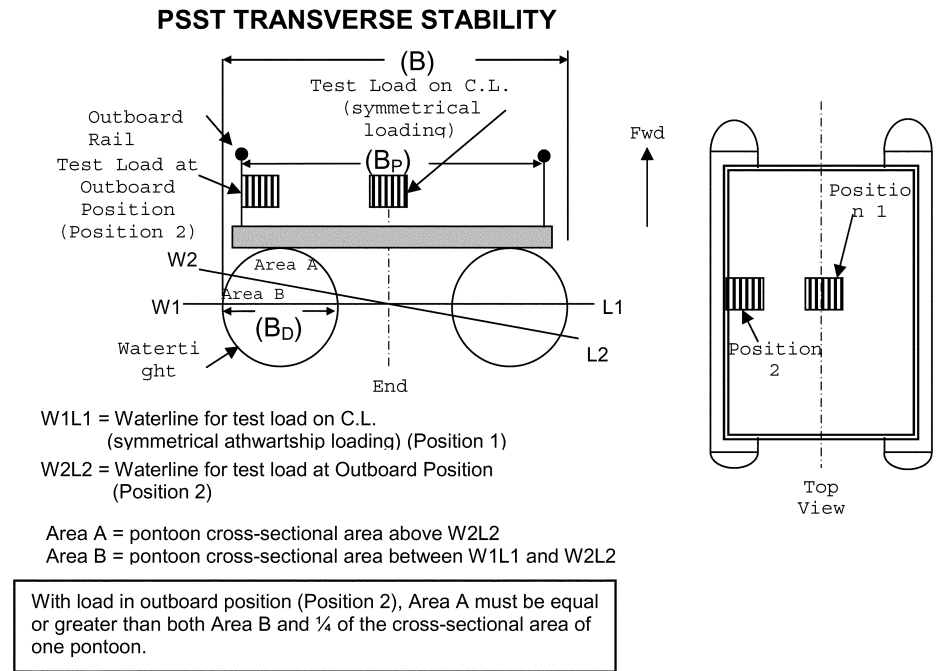 PSST TRANSVERSE STABILITY
(B)
Test Load on C.L.
(symmetrical
loading)
Outboard
Rail
(BP)
Test Load at
Outboard
Position
(Position 2)
W2
Area A
Area B
W1
L1
(BD)
L2
Waterti
ght
End
Fwd
Positio
n 1
Position
2
Top
View
W1L1 = Waterline for test load on C.L.
(symmetrical athwartship loading) (Position 1)
W2L2 = Waterline for test load at Outboard Position
(Position 2)
Area A = pontoon cross-sectional area above W2L2
Area B = pontoon cross-sectional area between W1L1 and W2L2
With load in outboard position (Position 2), Area A must be equal
or greater than both Area B and ¼ of the cross-sectional area of
one pontoon.